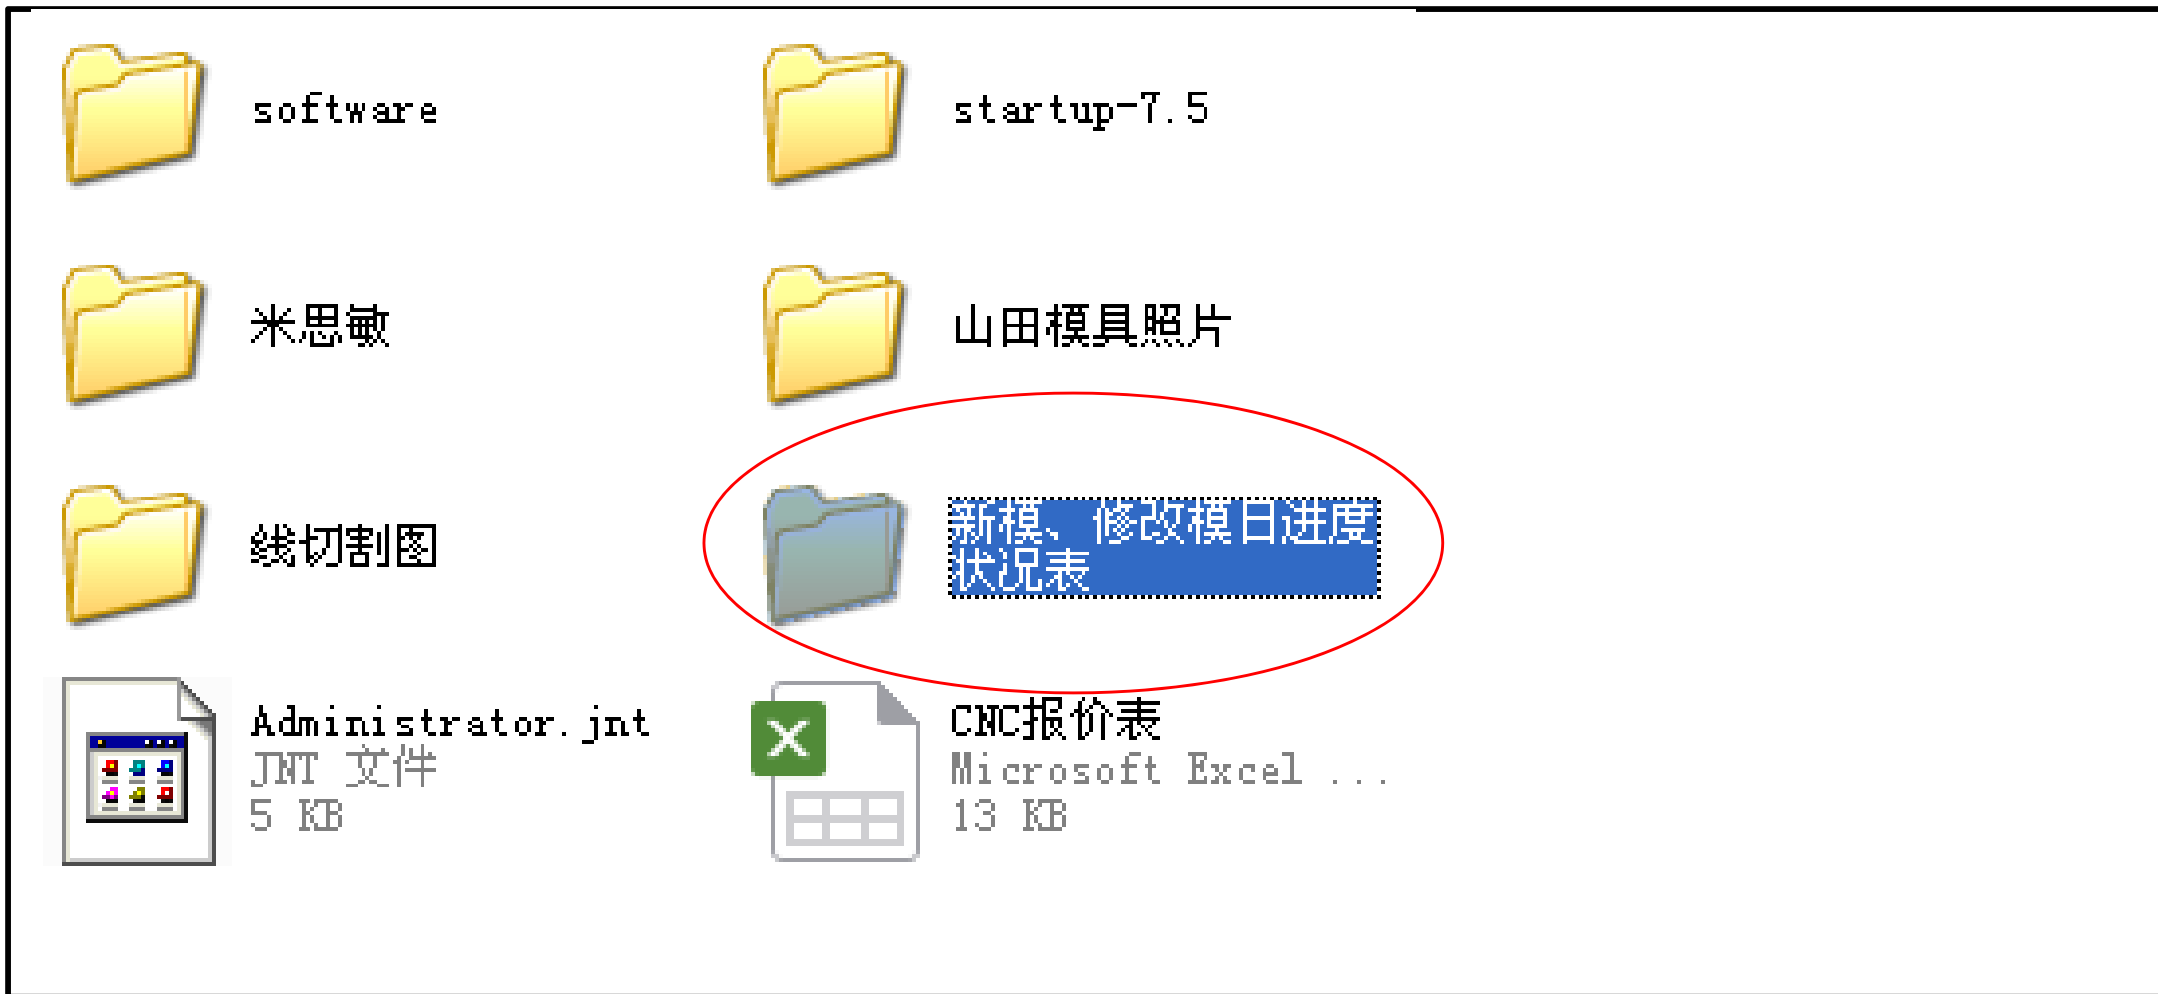 software
startup-7.5
米思敏
山田模具照片
线切割图
新模、修改模日进度
状况表
Administrator.jnt
JNT 文件
5 KB
CNC报价表
Microsoft Excel ...
13 KB